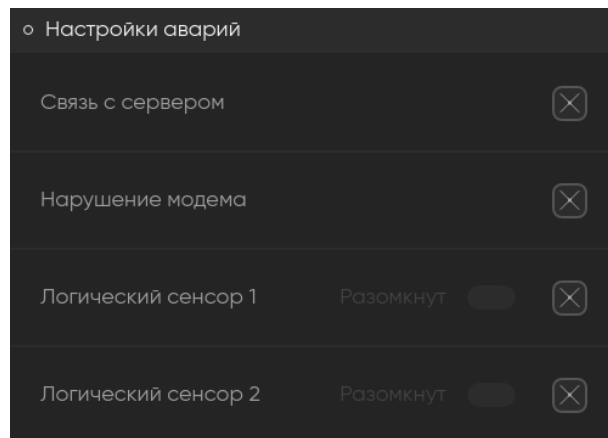 Настройки аварий
Связь с сервером
Нарушение модема
Логический сенсор 1 Разомкнут
Логический сенсор 2 Разомкнут